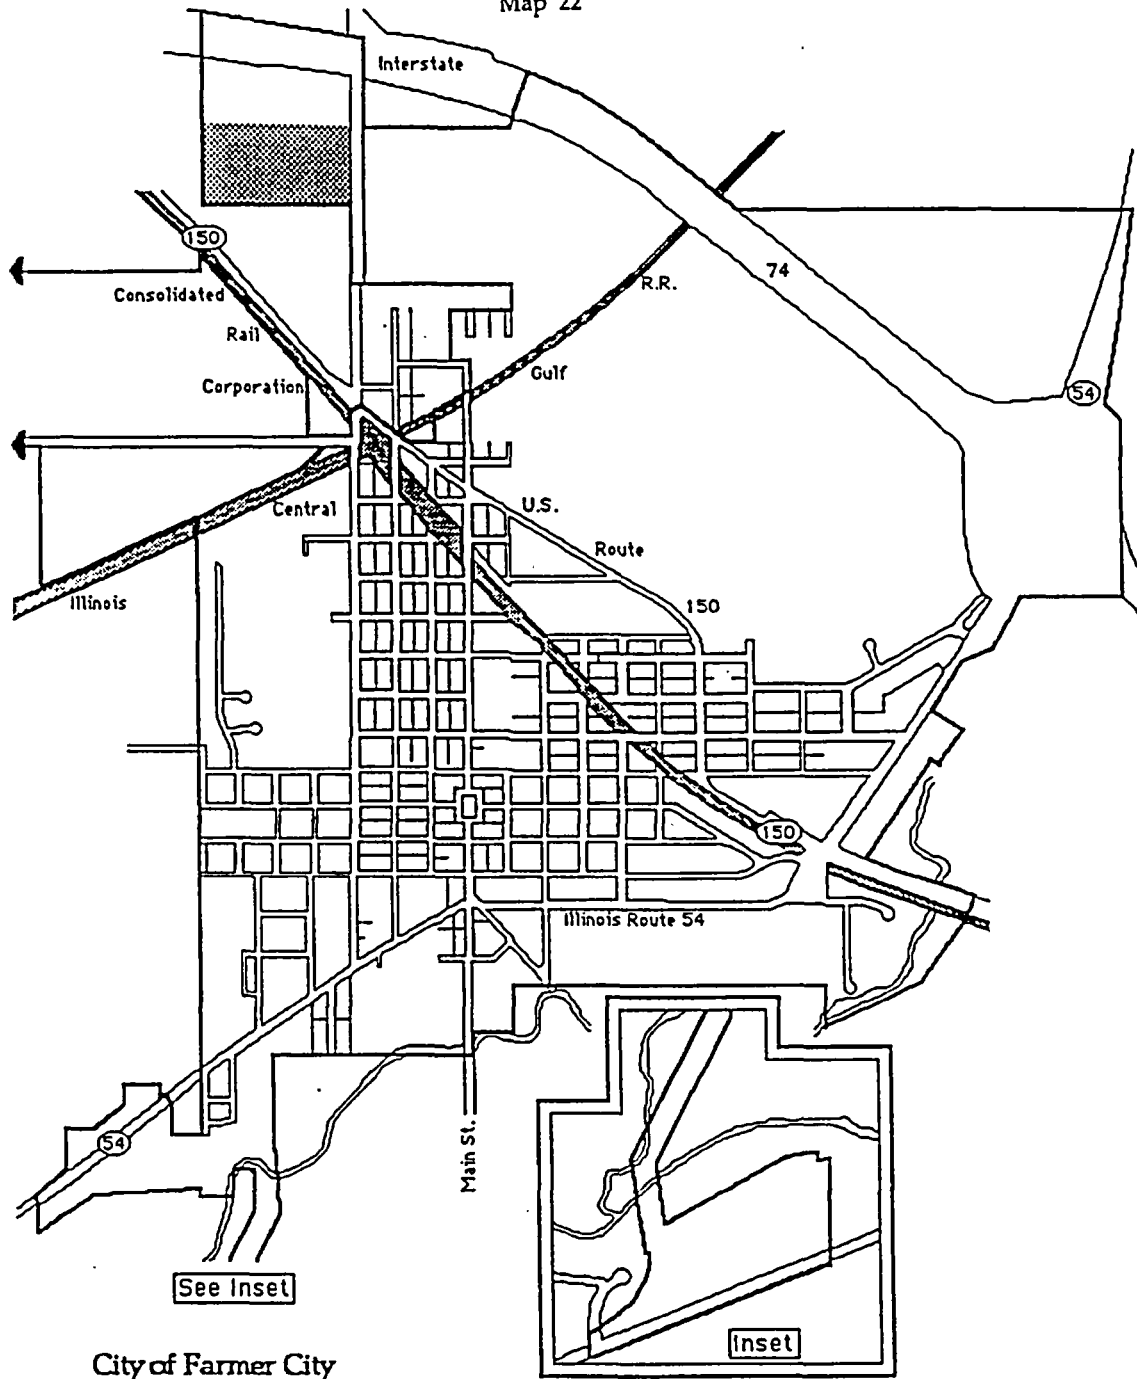 Map 22
Interstate
150
74
R.R.
Consolidated
Rail
Gulf
Corporation
54
Central
U.S.
Route
Illinois
150
150
Illinois Route 54
54
Main St.
See Inset
Inset
City of Farmer City